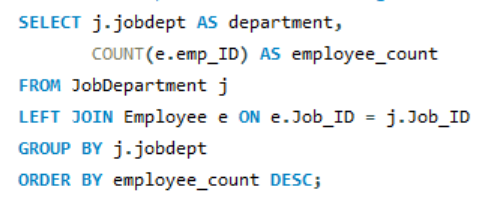 SELECT j.jobdept AS department,
COUNT(e.emp_ID) AS employee_count
FROM JobDepartment j
LEFT JOIN Employee e ON e.Job_ID = j.Job_ID
GROUP BY j.jobdept
ORDER BY employee_count DESC;